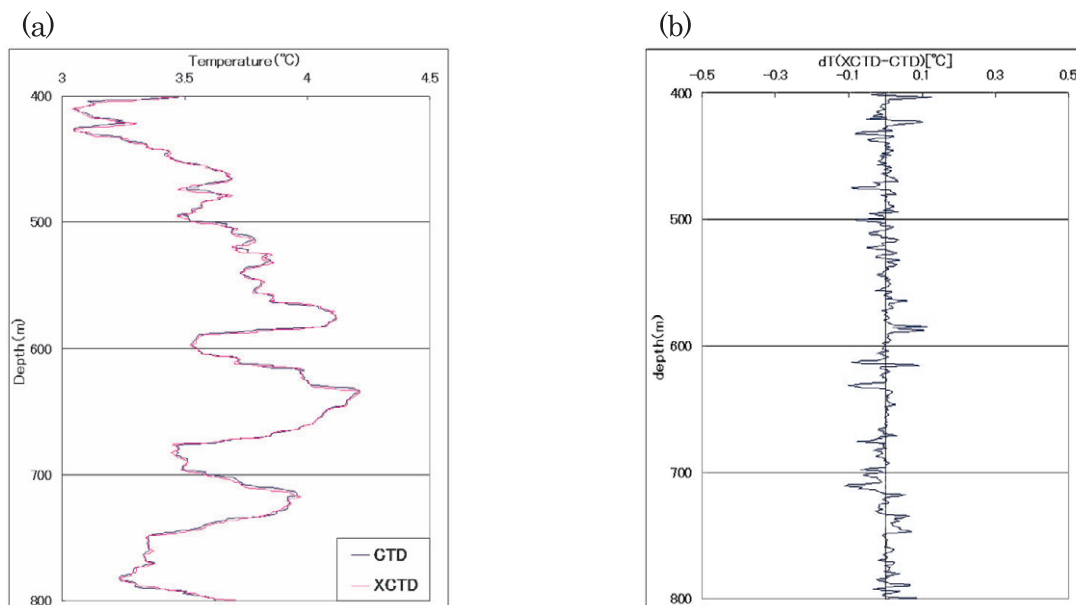 (a)
Temperature(℃)
3 3.5 4 4.5
400
500
600
700
800
Depth(m)
CTD
XCTD
(b)
dT(XCTD-CTD)[℃]
-0.5 -0.3 -0.1 0.1 0.3 0.5
400
500
600
700
800
depth(m)